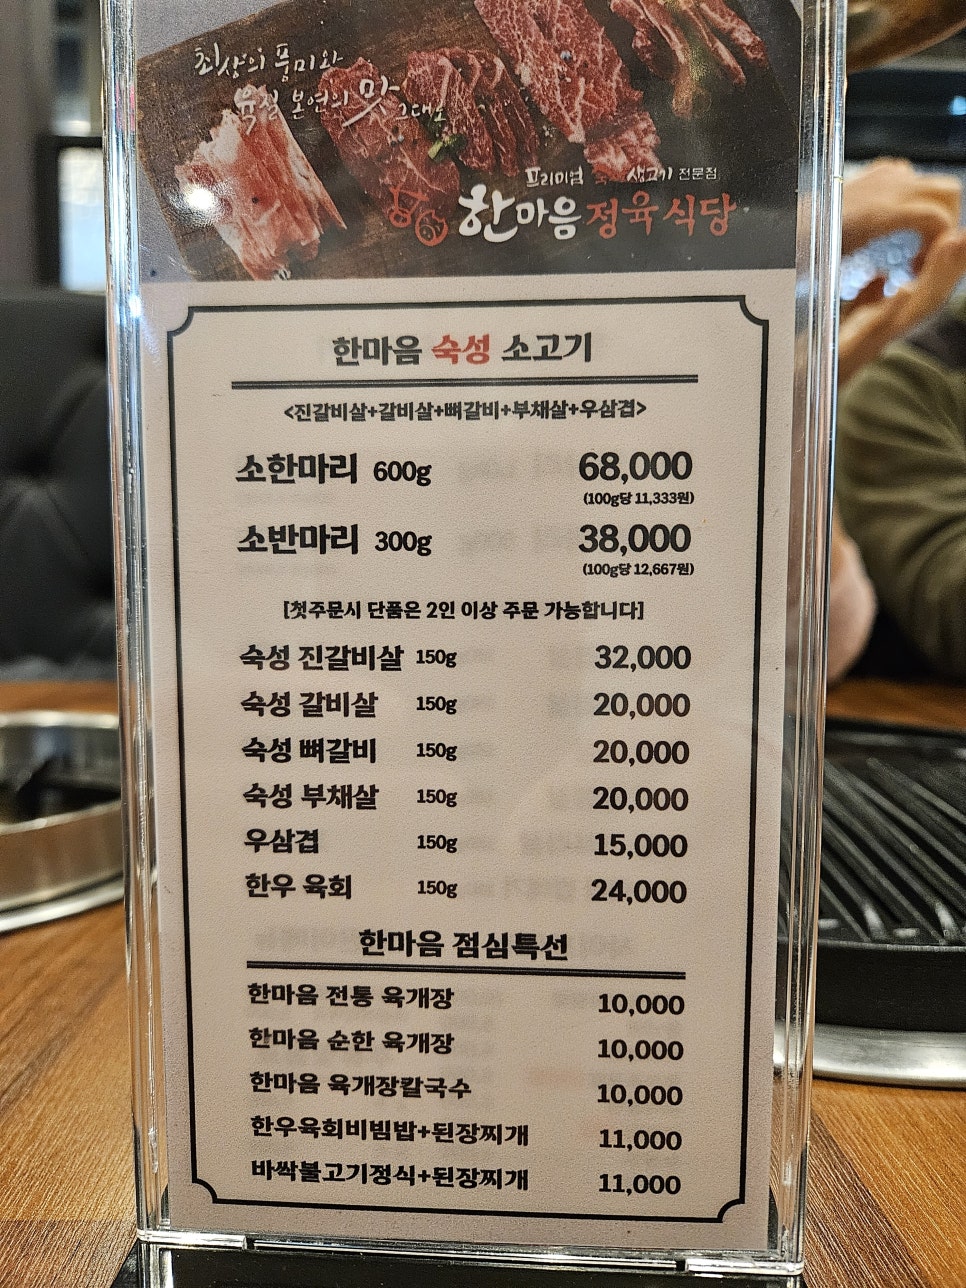 최상의 풍미와
육질 본연의 맛 그대로
프리미엄 생고기 전문점
한마음정육식당
한마음 숙성 소고기
<진갈비살+갈비살+뼈갈비+부채살+우삼겹>
소한마리 600g 68,000
(100g당 11,333원)
소반마리 300g 38,000
(100g당 12,667원)
[첫주문시 단품은 2인 이상 주문 가능합니다]
숙성 진갈비살 150g 32,000
숙성 갈비살 150g 20,000
숙성 뼈갈비 150g 20,000
숙성 부채살 150g 20,000
우삼겹 150g 15,000
한우 육회 150g 24,000
한마음 점심특선
한마음 전통 육개장 10,000
한마음 순한 육개장 10,000
한마음 육개장칼국수 10,000
한우육회비빔밥+된장찌개 11,000
바싹불고기정식+된장찌개 11,000